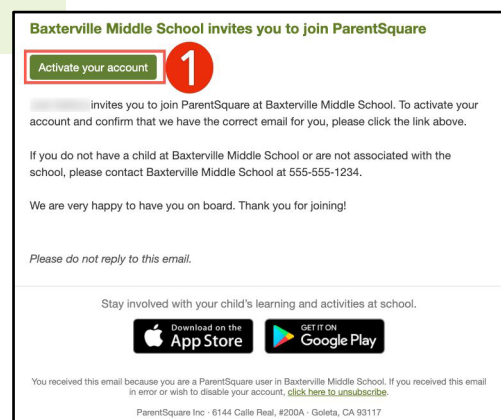 Baxterville Middle School invites you to join ParentSquare
Activate your account
1
invites you to join ParentSquare at Baxterville Middle School. To activate your
account and confirm that we have the correct email for you, please click the link above.
If you do not have a child at Baxterville Middle School or are not associated with the
school, please contact Baxterville Middle School at 555-555-1234.
We are very happy to have you on board. Thank you for joining!
Please do not reply to this email.
Stay involved with your child's learning and activities at school.
Download on the
App Store
GET IT ON
Google Play
You received this email because you are a ParentSquare user in Baxterville Middle School. If you received this email
in error or wish to disable your account, click here to unsubscribe.
ParentSquare Inc · 6144 Calle Real, #200A · Goleta, CA 93117